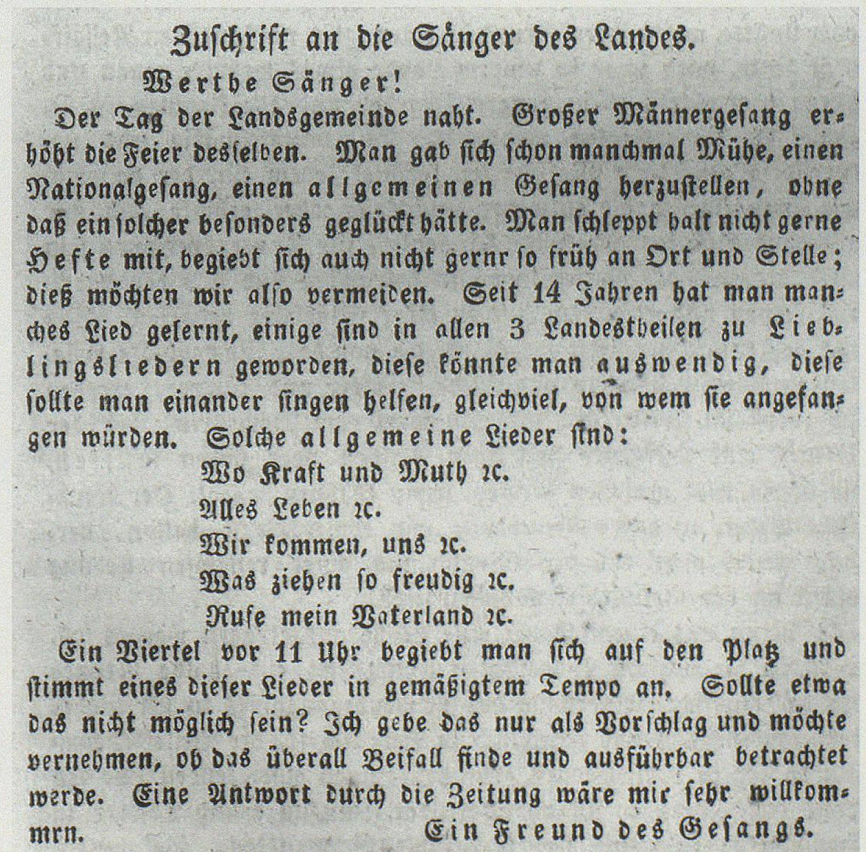 Zuschrift an die Sänger des Landes.
Werthe Sänger!
Der Tag der Landsgemeinde naht. Großer Männergesang er=
höht die Feier desselben. Man gab sich schon manchmal Mühe, einen
Nationalgesang, einen allgemeinen Gesang herzustellen, ohne
daß ein solcher besonders geglückt hätte. Man schleppt halt nicht gerne
Hefte mit, begiebt sich auch nicht gernr so früh an Ort und Stelle;
dieß möchten wir also vermeiden. Seit 14 Jahren hat man man=
ches Lied gelernt, einige sind in allen 3 Landestheilen zu Lieb=
lingsliedern geworden, diese könnte man auswendig, diese
sollte man einander singen helfen, gleichviel, von wem sie angefan=
gen würden. Solche allgemeine Lieder sind:
Wo Kraft und Muth ꝛc.
Alles Leben ꝛc.
Wir kommen, uns ꝛc.
Was ziehen so freudig ꝛc.
Rufe mein Vaterland ꝛc.
Ein Viertel vor 11 Uhr begiebt man sich auf den Platz und
stimmt eines dieser Lieder in gemäßigtem Tempo an. Sollte etwa
das nicht möglich sein? Ich gebe das nur als Vorschlag und möchte
vernehmen, ob das überall Beifall finde und ausführbar betrachtet
werde. Eine Antwort durch die Zeitung wäre mir sehr willkom=
mrn. Ein Freund des Gesangs.